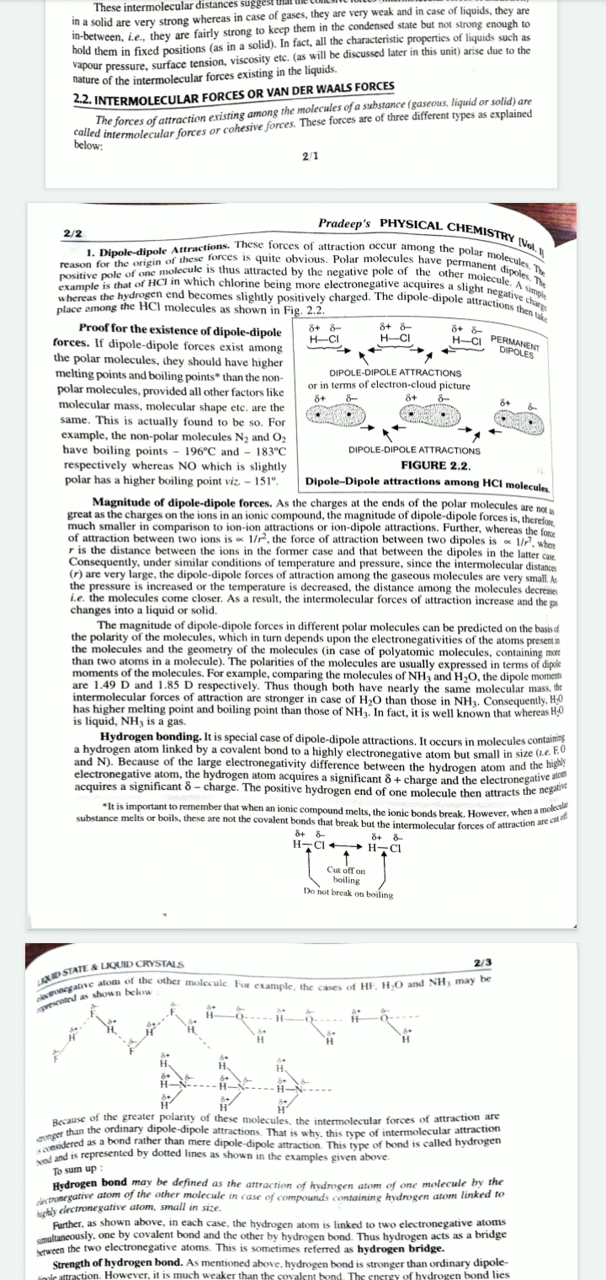 These intermolecular distances suggest that the
in a solid are very strong whereas in case of gases, they are very weak and in case of liquids, they are
in-between, i.e., they are fairly strong to keep them in the condensed state but not strong enough to
hold them in fixed positions (as in a solid). In fact, all the characteristic properties of liquids such as
vapour pressure, surface tension, viscosity etc. (as will be discussed later in this unit) arise due to the
nature of the intermolecular forces existing in the liquids.
2.2. INTERMOLECULAR FORCES OR VAN DER WAALS FORCES
The forces of attraction existing among the molecules of a substance (gaseous, liquid or solid) are
called intermolecular forces or cohesive forces. These forces are of three different types as explained
below:
2/1
2/2
Pradeep's PHYSICAL CHEMISTRY [Vol. I]
1. Dipole-dipole Attractions. These forces of attraction occur among the polar molecules. The
reason for the origin of these forces is quite obvious. Polar molecules have permanent dipoles. The
positive pole of one molecule is thus attracted by the negative pole of the other molecule. A simple
example is that of HCl in which chlorine being more electronegative acquires a slight negative charge
whereas the hydrogen end becomes slightly positively charged. The dipole-dipole attractions then take
place among the HCl molecules as shown in Fig. 2.2.
Proof for the existence of dipole-dipole
forces. If dipole-dipole forces exist among
the polar molecules, they should have higher
melting points and boiling points* than the non-
polar molecules, provided all other factors like
molecular mass, molecular shape etc. are the
same. This is actually found to be so. For
example, the non-polar molecules N₂ and O₂
have boiling points – 196°C and – 183°C
respectively whereas NO which is slightly
polar has a higher boiling point viz. – 151°.
δ+ δ– δ+ δ– δ+ δ–
H—Cl H—Cl H—Cl PERMANENT
DIPOLES
DIPOLE-DIPOLE ATTRACTIONS
or in terms of electron-cloud picture
δ+ δ– δ+ δ– δ+ δ–
DIPOLE-DIPOLE ATTRACTIONS
FIGURE 2.2.
Dipole–Dipole attractions among HCl molecules.
Magnitude of dipole-dipole forces. As the charges at the ends of the polar molecules are not as
great as the charges on the ions in an ionic compound, the magnitude of dipole-dipole forces is, therefore,
much smaller in comparison to ion-ion attractions or ion-dipole attractions. Further, whereas the force
of attraction between two ions is ∝ 1/r², the force of attraction between two dipoles is ∝ 1/r⁷, where
r is the distance between the ions in the former case and that between the dipoles in the latter case.
Consequently, under similar conditions of temperature and pressure, since the intermolecular distances
(r) are very large, the dipole-dipole forces of attraction among the gaseous molecules are very small. As
the pressure is increased or the temperature is decreased, the distance among the molecules decreases
i.e. the molecules come closer. As a result, the intermolecular forces of attraction increase and the gas
changes into a liquid or solid.
The magnitude of dipole-dipole forces in different polar molecules can be predicted on the basis of
the polarity of the molecules, which in turn depends upon the electronegativities of the atoms present in
the molecules and the geometry of the molecules (in case of polyatomic molecules, containing more
than two atoms in a molecule). The polarities of the molecules are usually expressed in terms of dipole
moments of the molecules. For example, comparing the molecules of NH₃ and H₂O, the dipole moments
are 1.49 D and 1.85 D respectively. Thus though both have nearly the same molecular mass, the
intermolecular forces of attraction are stronger in case of H₂O than those in NH₃. Consequently, H₂O
has higher melting point and boiling point than those of NH₃. In fact, it is well known that whereas H₂O
is liquid, NH₃ is a gas.
Hydrogen bonding. It is special case of dipole-dipole attractions. It occurs in molecules containing
a hydrogen atom linked by a covalent bond to a highly electronegative atom but small in size (i.e. F, O
and N). Because of the large electronegativity difference between the hydrogen atom and the highly
electronegative atom, the hydrogen atom acquires a significant δ + charge and the electronegative atom
acquires a significant δ – charge. The positive hydrogen end of one molecule then attracts the negative
*It is important to remember that when an ionic compound melts, the ionic bonds break. However, when a molecular
substance melts or boils, these are not the covalent bonds that break but the intermolecular forces of attraction are cut off
δ+ δ– δ+ δ–
H—Cl H—Cl
Cut off on
boiling
Do not break on boiling
LIQUID STATE & LIQUID CRYSTALS
2/3
electronegative atom of the other molecule. For example, the cases of HF, H₂O and NH₃ may be
represented as shown below
Because of the greater polarity of these molecules, the intermolecular forces of attraction are
stronger than the ordinary dipole-dipole attractions. That is why, this type of intermolecular attraction
is considered as a bond rather than mere dipole-dipole attraction. This type of bond is called hydrogen
bond and is represented by dotted lines as shown in the examples given above.
To sum up :
Hydrogen bond may be defined as the attraction of hydrogen atom of one molecule by the
electronegative atom of the other molecule in case of compounds containing hydrogen atom linked to
highly electronegative atom, small in size.
Further, as shown above, in each case, the hydrogen atom is linked to two electronegative atoms
simultaneously, one by covalent bond and the other by hydrogen bond. Thus hydrogen acts as a bridge
between the two electronegative atoms. This is sometimes referred as hydrogen bridge.
Strength of hydrogen bond. As mentioned above, hydrogen bond is stronger than ordinary dipole-
dipole attraction. However, it is much weaker than the covalent bond. The energy of hydrogen bond lies